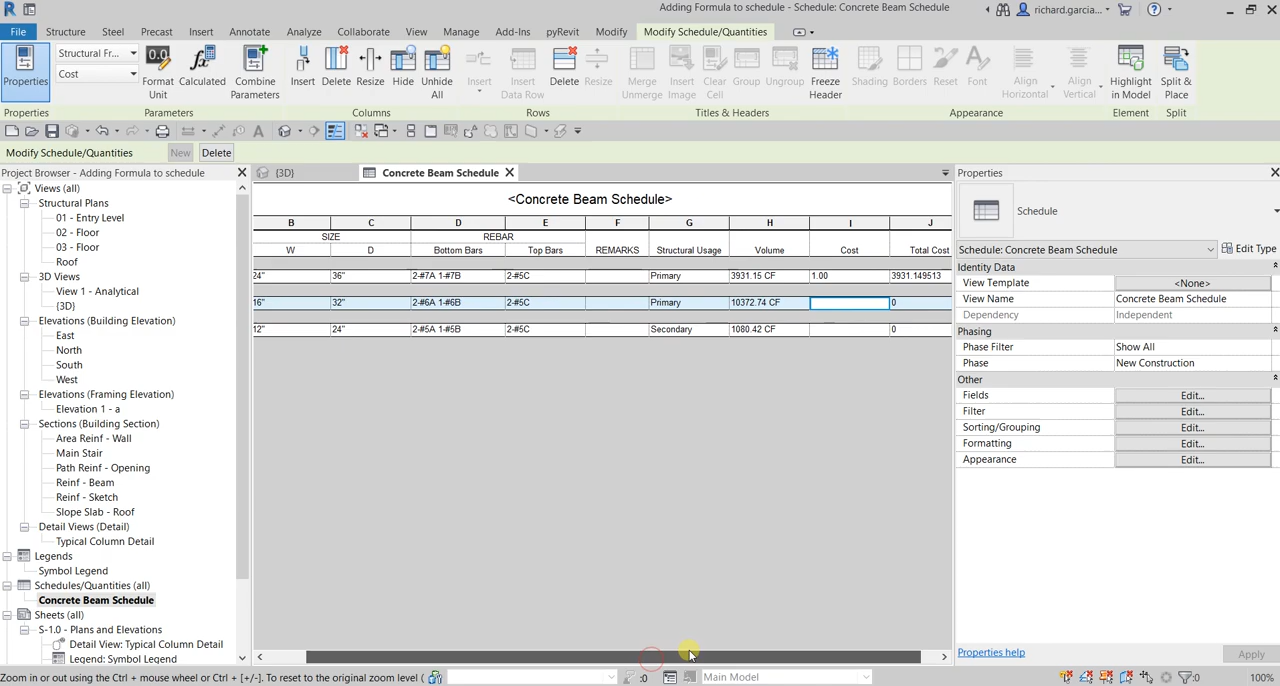 Adding Formula to schedule - Schedule: Concrete Beam Schedule
richard.garcia...
File Structure Steel Precast Insert Annotate Analyze Collaborate View Manage Add-Ins pyRevit Modify Modify Schedule/Quantities
Properties
Structural Fr...
Cost
Format Unit
Calculated
Combine Parameters
Insert
Delete
Resize
Hide
Unhide All
Insert
Insert Data Row
Delete
Resize
Merge Unmerge
Insert Image
Clear Cell
Group
Ungroup
Freeze Header
Shading
Borders
Reset
Font
Align Horizontal
Align Vertical
Highlight in Model
Split & Place
Properties Parameters Columns Rows Titles & Headers Appearance Element Split
Modify Schedule/Quantities New Delete
Project Browser - Adding Formula to schedule
Views (all)
Structural Plans
01 - Entry Level
02 - Floor
03 - Floor
Roof
3D Views
View 1 - Analytical
{3D}
Elevations (Building Elevation)
East
North
South
West
Elevations (Framing Elevation)
Elevation 1 - a
Sections (Building Section)
Area Reinf - Wall
Main Stair
Path Reinf - Opening
Reinf - Beam
Reinf - Sketch
Slope Slab - Roof
Detail Views (Detail)
Typical Column Detail
Legends
Symbol Legend
Schedules/Quantities (all)
Concrete Beam Schedule
Sheets (all)
S-1.0 - Plans and Elevations
Detail View: Typical Column Detail
Legend: Symbol Legend
{3D} Concrete Beam Schedule
<Concrete Beam Schedule>
B C D E F G H I J
SIZE REBAR
W D Bottom Bars Top Bars REMARKS Structural Usage Volume Cost Total Cost
24" 36" 2-#7A 1-#7B 2-#5C Primary 3931.15 CF 1.00 3931.149513
16" 32" 2-#6A 1-#6B 2-#5C Primary 10372.74 CF 0
12" 24" 2-#5A 1-#5B 2-#5C Secondary 1080.42 CF 0
Properties
Schedule
Schedule: Concrete Beam Schedule Edit Type
Identity Data
View Template <None>
View Name Concrete Beam Schedule
Dependency Independent
Phasing
Phase Filter Show All
Phase New Construction
Other
Fields Edit...
Filter Edit...
Sorting/Grouping Edit...
Formatting Edit...
Appearance Edit...
Properties help Apply
Zoom in or out using the Ctrl + mouse wheel or Ctrl + [+/-]. To reset to the original zoom level :0 Main Model :0 100%